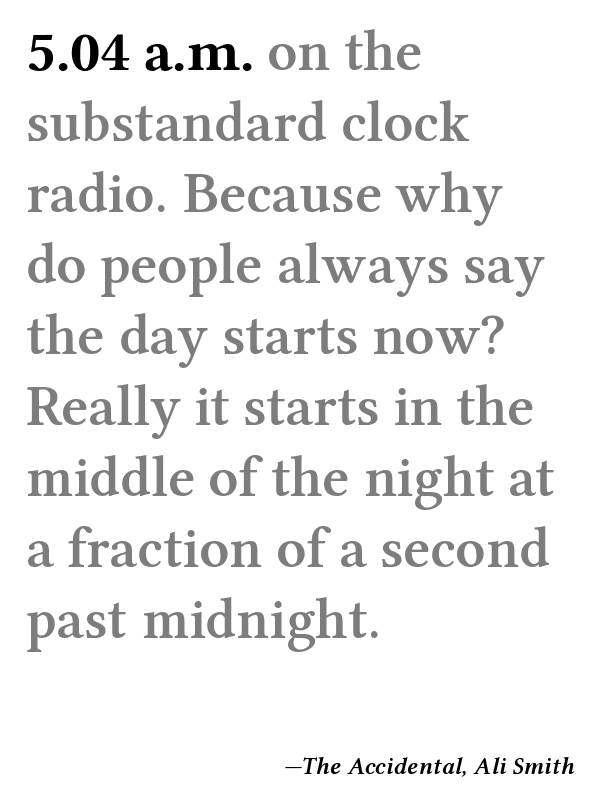 5.04 a.m. on the
substandard clock
radio. Because why
do people always say
the day starts now?
Really it starts in the
middle of the night at
a fraction of a second
past midnight.
—The Accidental, Ali Smith